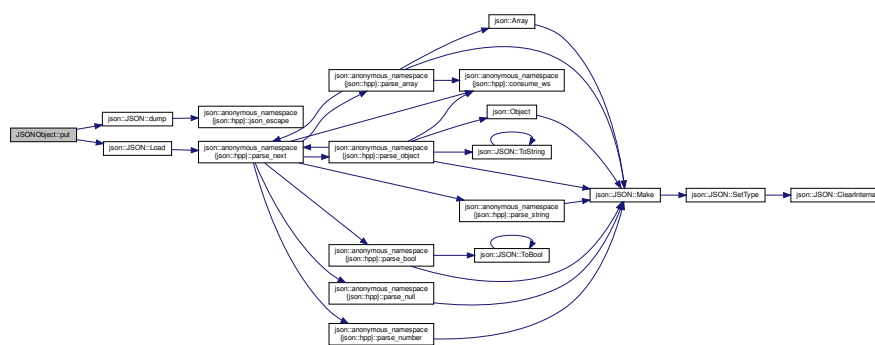 json::Array
json::anonymous_namespace
{json::hpp}::parse_array
json::anonymous_namespace
{json::hpp}::consume_ws
json::JSON::dump
json::anonymous_namespace
{json::hpp}::json_escape
json::Object
JSONObject::put
json::JSON::Load
json::anonymous_namespace
{json::hpp}::parse_next
json::anonymous_namespace
{json::hpp}::parse_object
json::JSON::ToString
json::JSON::Make
json::JSON::SetType
json::JSON::ClearInternal
json::anonymous_namespace
{json::hpp}::parse_string
json::anonymous_namespace
{json::hpp}::parse_bool
json::JSON::ToBool
json::anonymous_namespace
{json::hpp}::parse_null
json::anonymous_namespace
{json::hpp}::parse_number